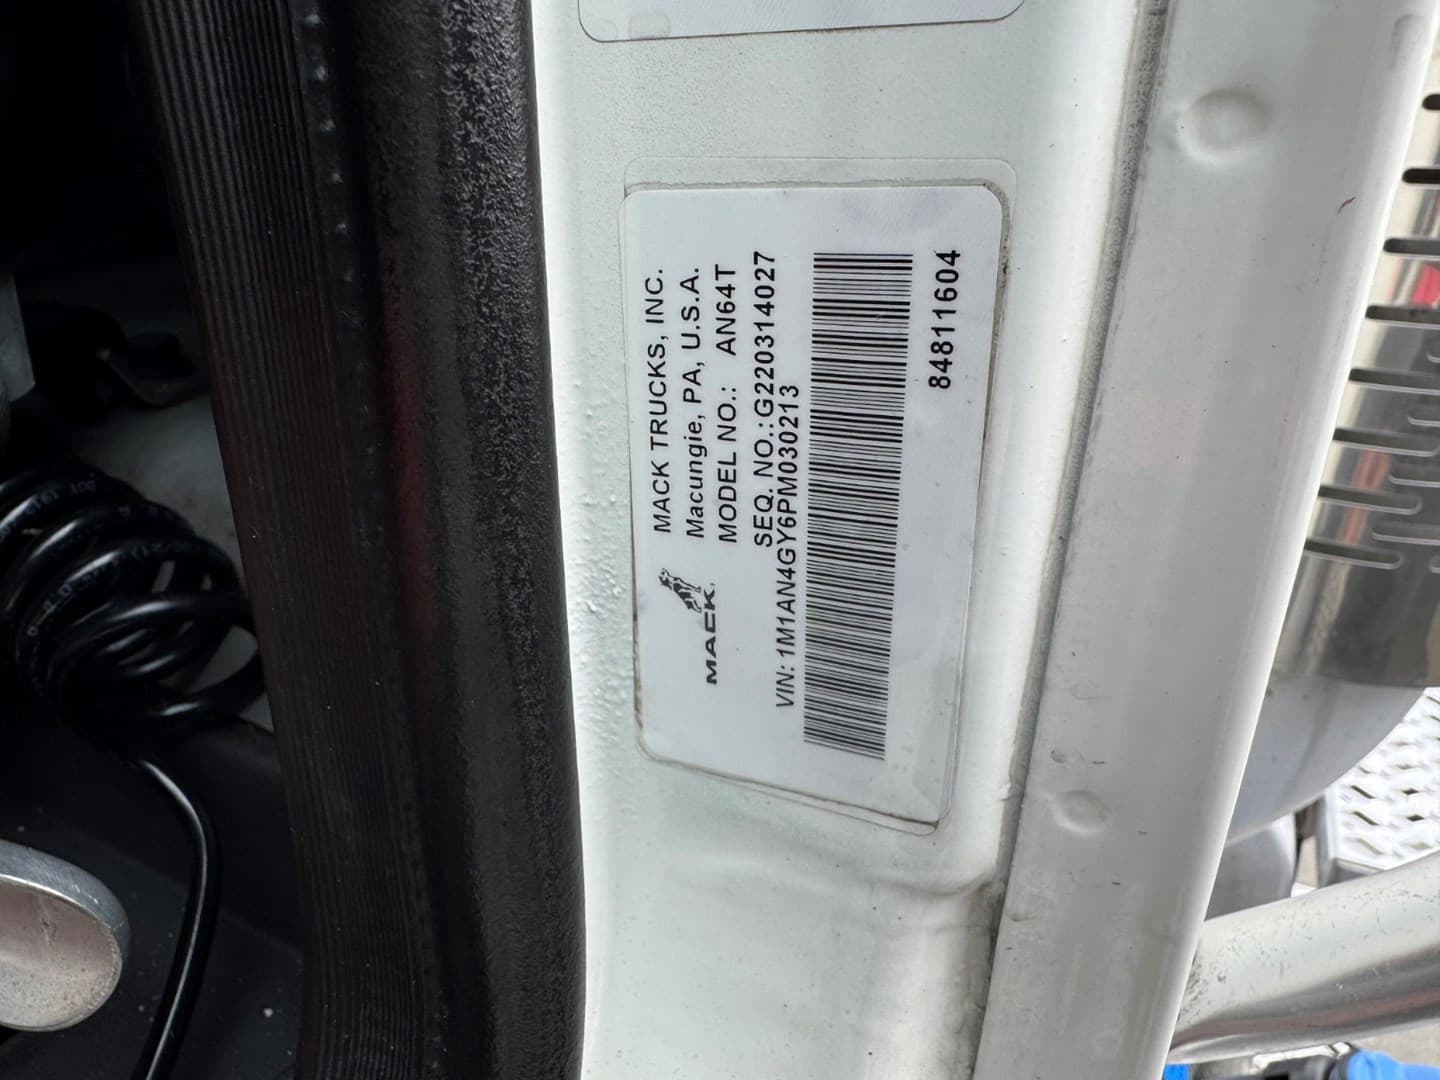 MACK TRUCKS, INC.
Macungie, PA, U.S.A.
MODEL NO.: AN64T
SEQ. NO.:G220314027
VIN: 1M1AN4GY6PM030213
84811604
MACK